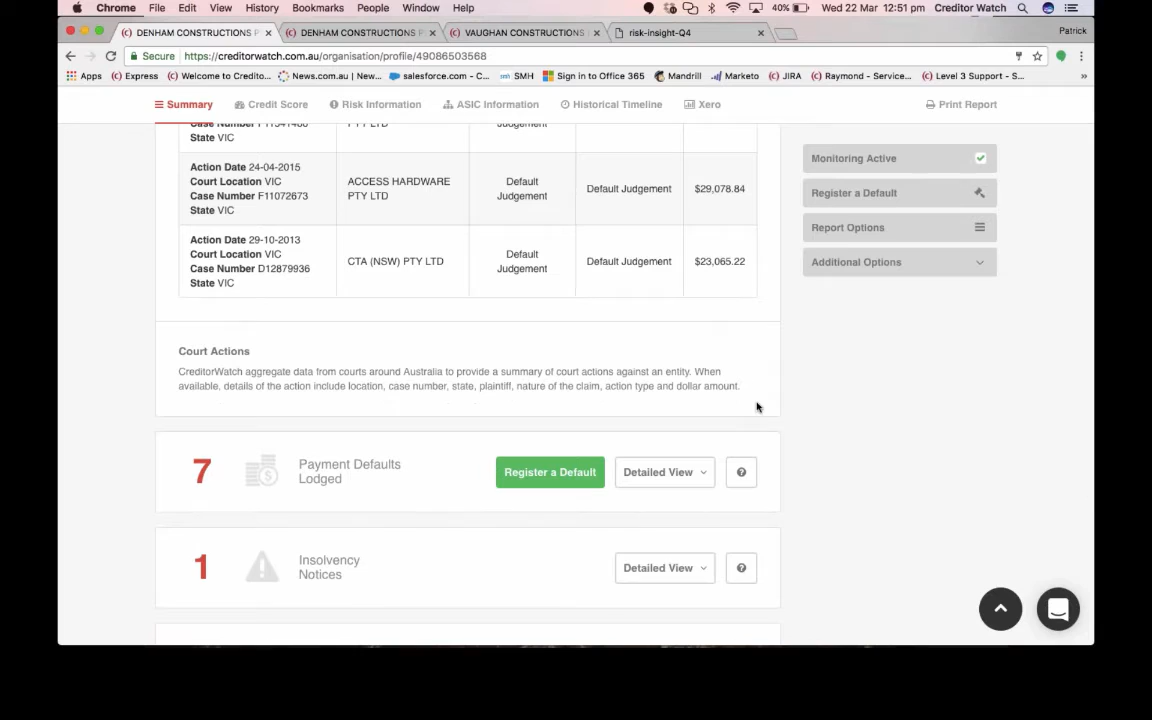 Chrome File Edit View History Bookmarks People Window Help 40% Wed 22 Mar 12:51 pm Creditor Watch
DENHAM CONSTRUCTIONS P DENHAM CONSTRUCTIONS P VAUGHAN CONSTRUCTIONS risk-insight-Q4 Patrick
Secure https://creditorwatch.com.au/organisation/profile/49086503568
Apps Express Welcome to Credito... News.com.au | New... salesforce.com - C... SMH Sign in to Office 365 Mandrill Marketo JIRA Raymond - Service... Level 3 Support - S... »
Summary Credit Score Risk Information ASIC Information Historical Timeline Xero Print Report
Case Number
PTY LTD
Judgement
State VIC
Action Date 24-04-2015
Court Location VIC
Case Number F11072673
State VIC
ACCESS HARDWARE
PTY LTD
Default
Judgement
Default Judgement
$29,078.84
Action Date 29-10-2013
Court Location VIC
Case Number D12879936
State VIC
CTA (NSW) PTY LTD
Default
Judgement
Default Judgement
$23,065.22
Monitoring Active
Register a Default
Report Options
Additional Options
Court Actions
CreditorWatch aggregate data from courts around Australia to provide a summary of court actions against an entity. When
available, details of the action include location, case number, state, plaintiff, nature of the claim, action type and dollar amount.
7
Payment Defaults
Lodged
Register a Default
Detailed View
?
1
Insolvency
Notices
Detailed View
?